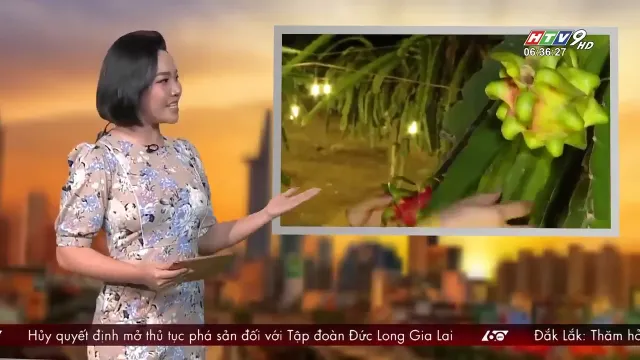 HTV9 HD
06:36:27
Hủy quyết định mở thủ tục phá sản đối với Tập đoàn Đức Long Gia Lai
60 Đắk Lắk: Thăm hỏ